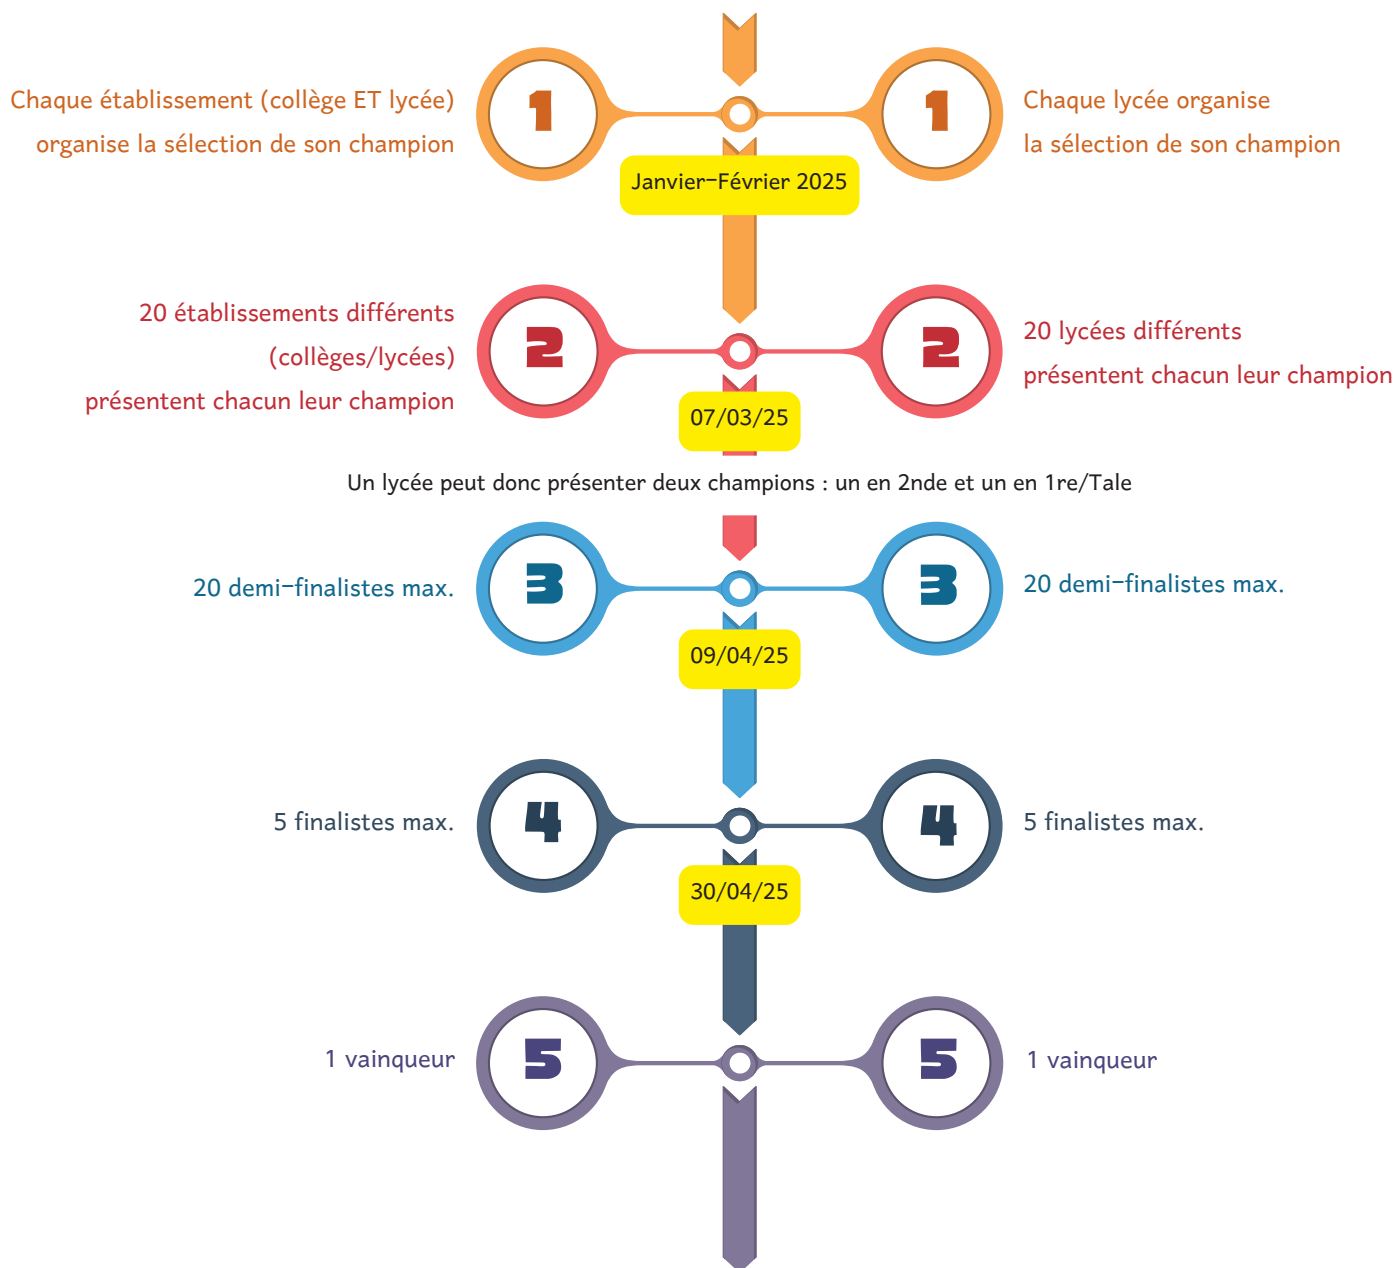 Chaque établissement (collège ET lycée)
organise la sélection de son champion
1
1
Chaque lycée organise
la sélection de son champion
Janvier-Février 2025
20 établissements différents
(collèges/lycées)
présentent chacun leur champion
2
2
20 lycées différents
présentent chacun leur champion
07/03/25
Un lycée peut donc présenter deux champions : un en 2nde et un en 1re/Tale
20 demi-finalistes max.
3
3
20 demi-finalistes max.
09/04/25
5 finalistes max.
4
4
5 finalistes max.
30/04/25
1 vainqueur
5
5
1 vainqueur